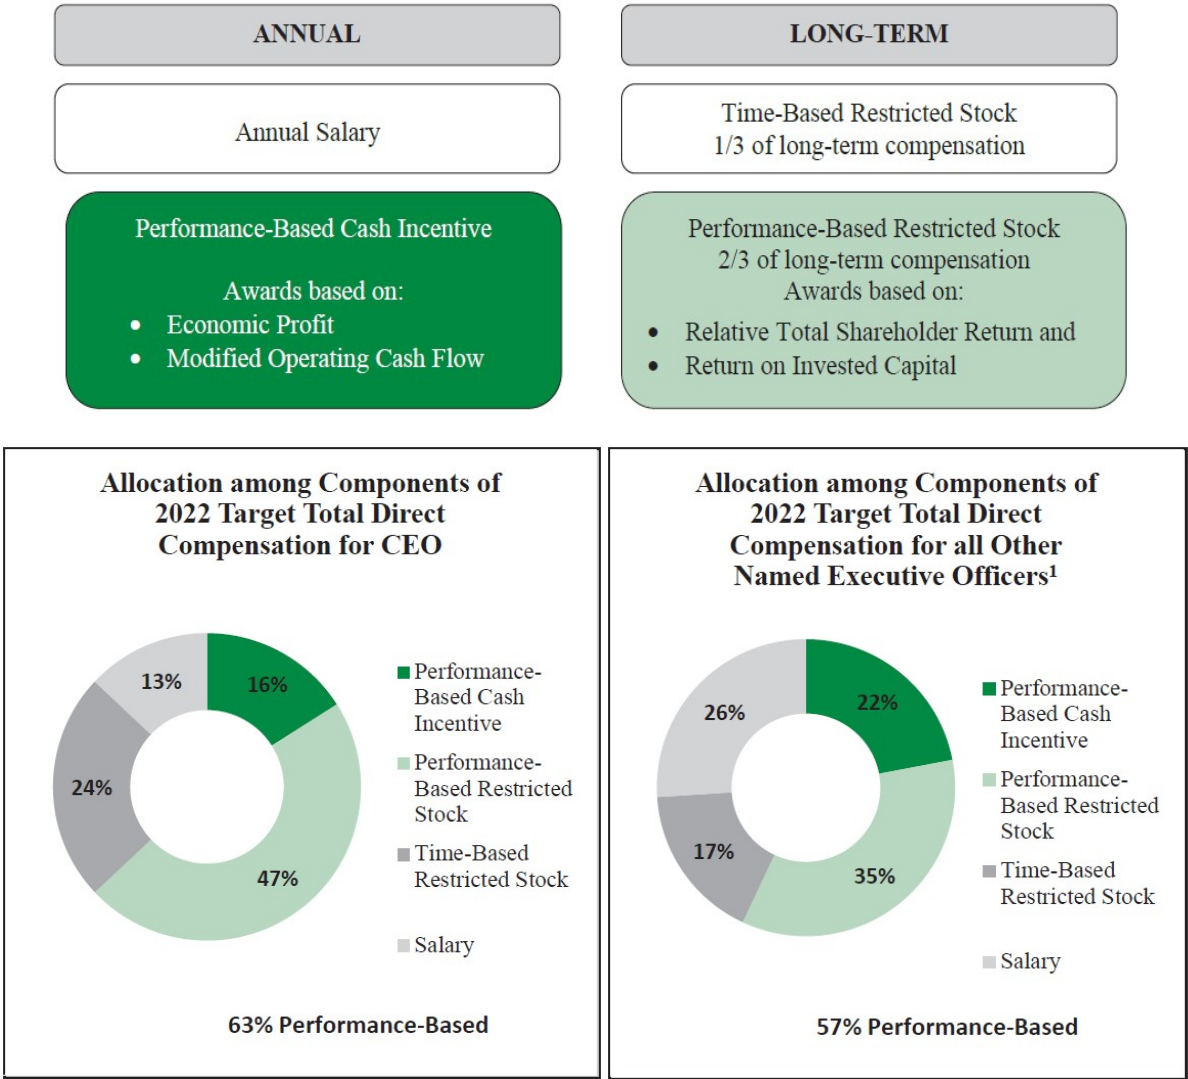 ANNUAL
Annual Salary
Performance-Based Cash Incentive
Awards based on:
• Economic Profit
• Modified Operating Cash Flow
LONG-TERM
Time-Based Restricted Stock
1/3 of long-term compensation
Performance-Based Restricted Stock
2/3 of long-term compensation
Awards based on:
• Relative Total Shareholder Return and
• Return on Invested Capital
Allocation among Components of
2022 Target Total Direct
Compensation for CEO
13%
16%
24%
47%
Performance-
Based Cash
Incentive
Performance-
Based Restricted
Stock
Time-Based
Restricted Stock
Salary
63% Performance-Based
Allocation among Components of
2022 Target Total Direct
Compensation for all Other
Named Executive Officers¹
26%
22%
17%
35%
Performance-
Based Cash
Incentive
Performance-
Based Restricted
Stock
Time-Based
Restricted Stock
Salary
57% Performance-Based